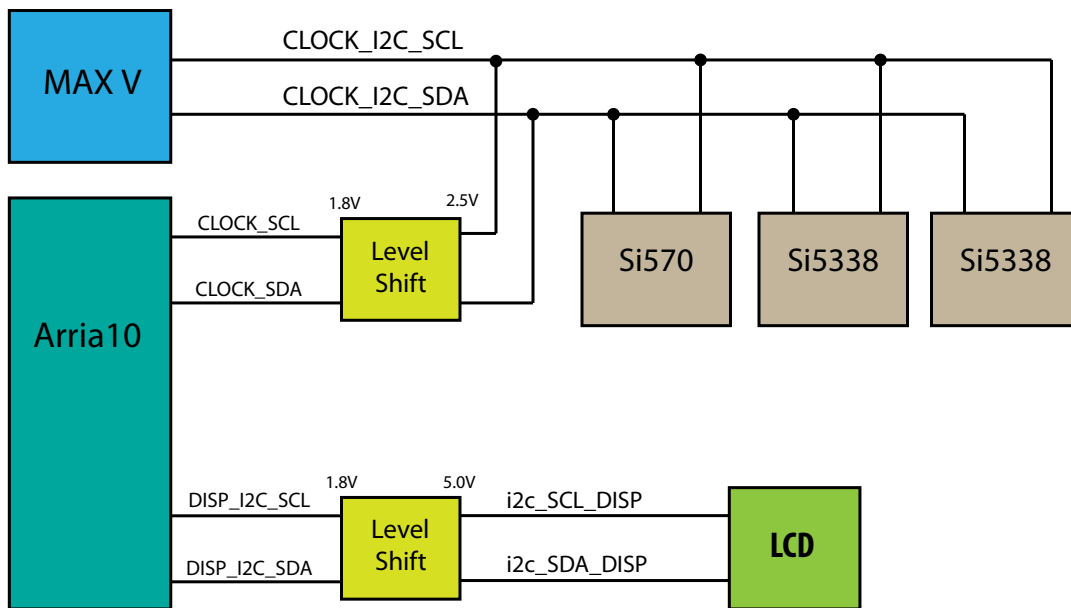 MAX V
CLOCK_I2C_SCL
CLOCK_I2C_SDA
Arria10
CLOCK_SCL
CLOCK_SDA
1.8V
2.5V
Level
Shift
Si570
Si5338
Si5338
DISP_I2C_SCL
DISP_I2C_SDA
1.8V
5.0V
Level
Shift
i2c_SCL_DISP
i2c_SDA_DISP
LCD